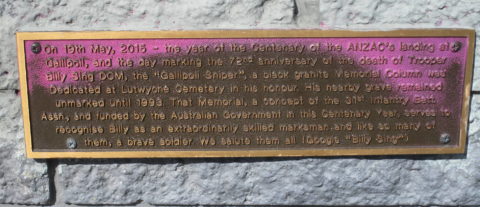 On 19th May, 2015 - the year of the Centenary of the ANZAC's landing at
Gallipoli, and the day marking the 72nd anniversary of the death of Trooper
Billy Sing DCM, the "Gallipoli Sniper", a black granite Memorial Column was
Dedicated at Lutwyche Cemetery in his honour. His nearby grave remained
unmarked until 1993. That Memorial, a concept of the 31st Infantry Batt.
Assn, and funded by the Australian Government in this Centenary Year, serves to
recognise Billy as an extraordinarily skilled marksman and like so many of
them, a brave soldier. We salute them all (Google "Billy Sing")